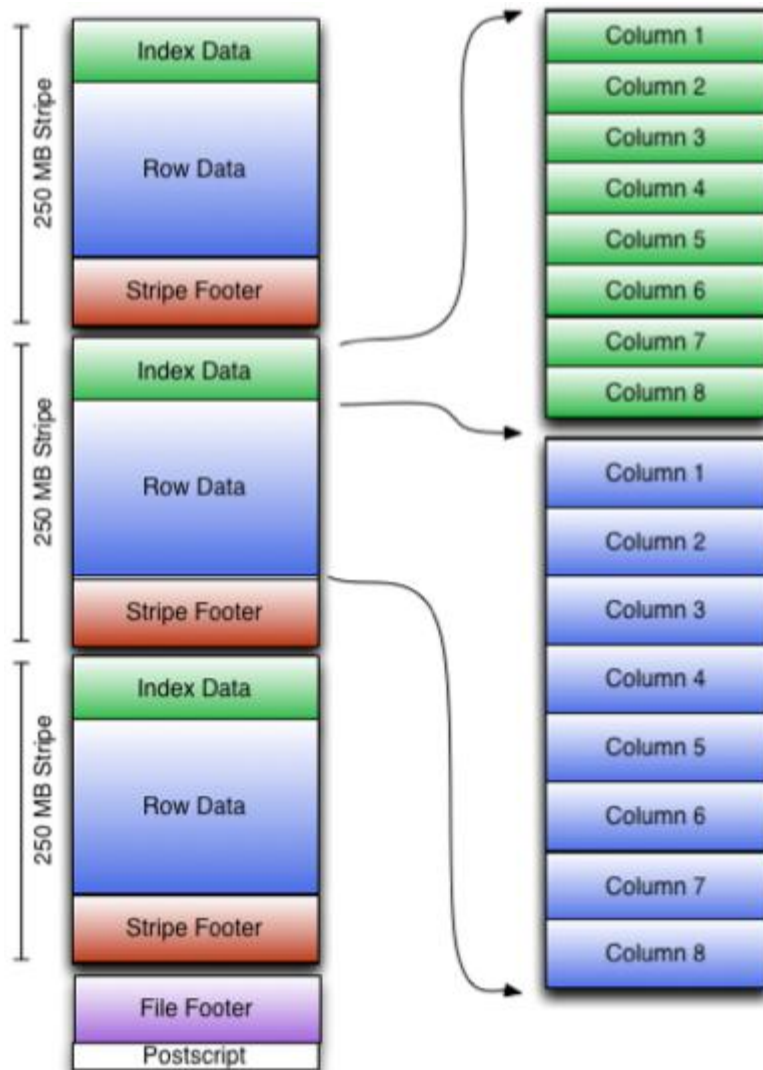 250 MB Stripe
Index Data
Row Data
Stripe Footer
250 MB Stripe
Index Data
Row Data
Stripe Footer
250 MB Stripe
Index Data
Row Data
Stripe Footer
File Footer
Postscript
Column 1
Column 2
Column 3
Column 4
Column 5
Column 6
Column 7
Column 8
Column 1
Column 2
Column 3
Column 4
Column 5
Column 6
Column 7
Column 8